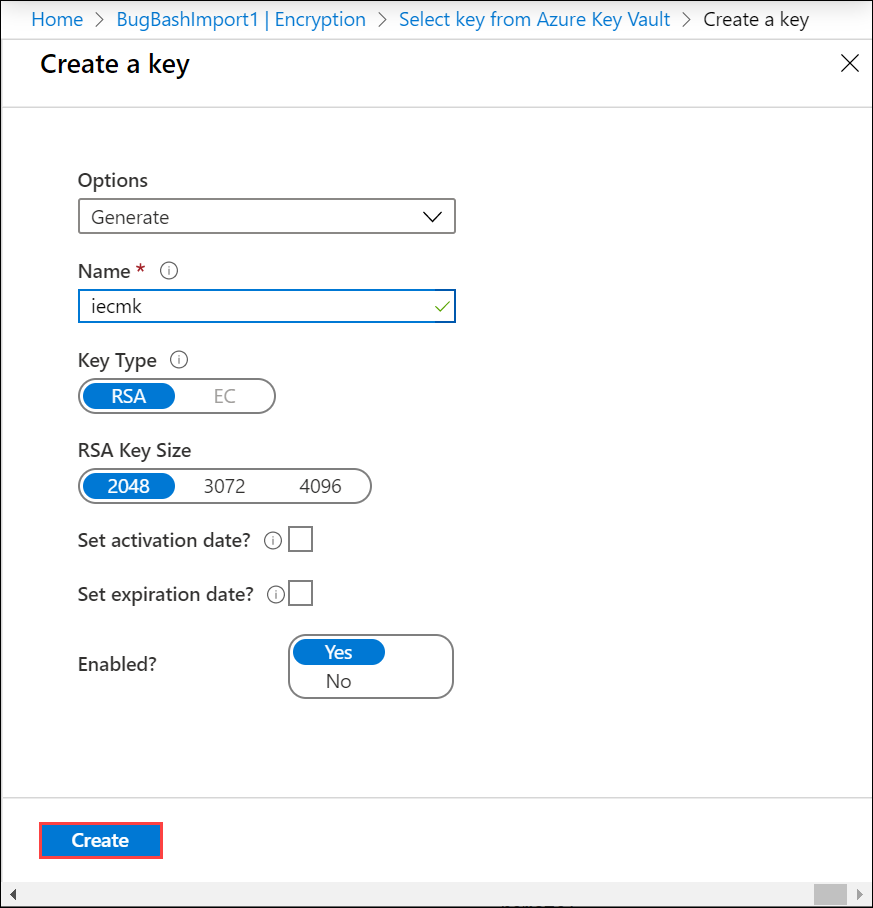 Home > BugBashImport1 | Encryption > Select key from Azure Key Vault > Create a key
Create a key
Options
Generate
Name *
iecmk
Key Type
RSA EC
RSA Key Size
2048 3072 4096
Set activation date?
Set expiration date?
Enabled?
Yes
No
Create